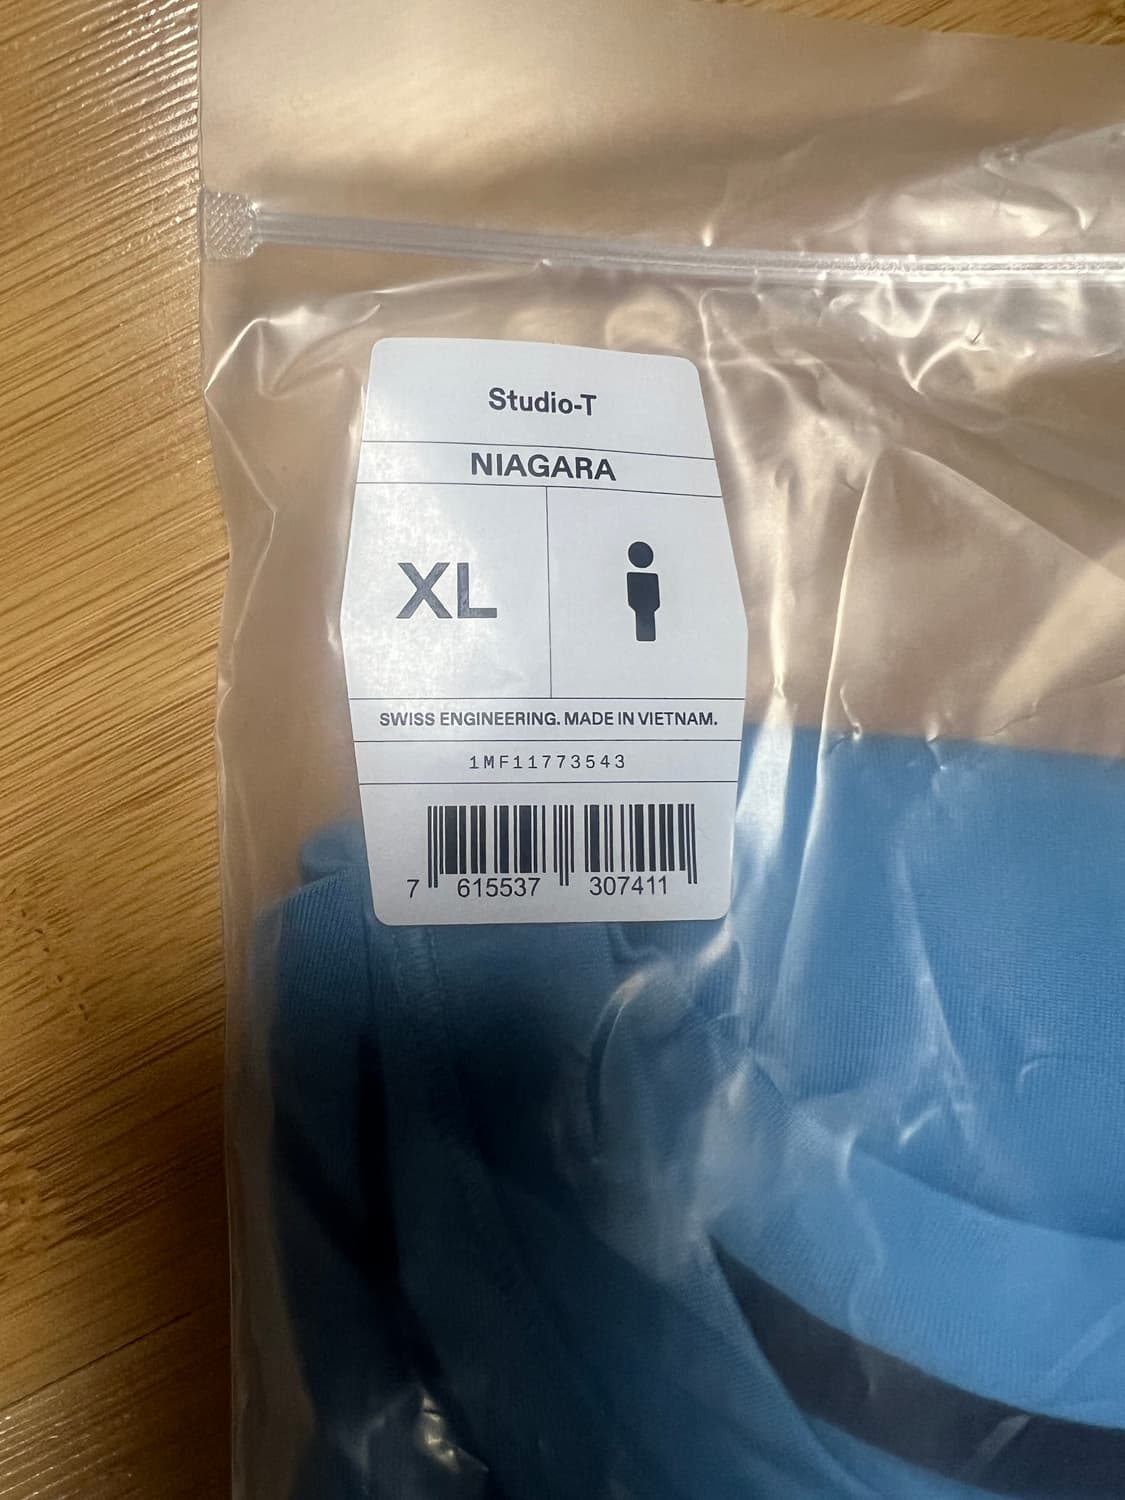 Studio-T
NIAGARA
XL
SWISS ENGINEERING. MADE IN VIETNAM.
1MF11773543
7 615537 307411